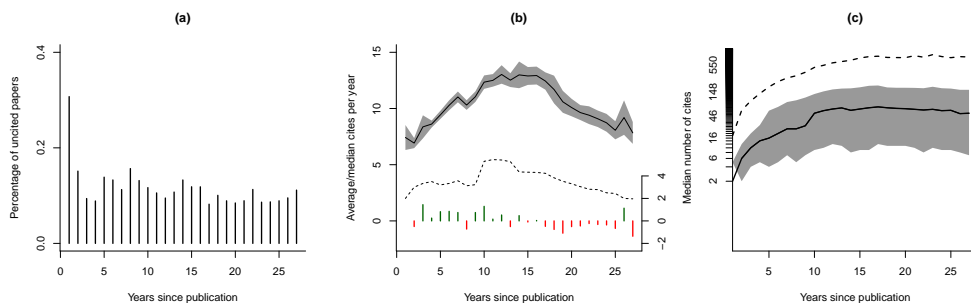 (a)
Percentage of uncited papers
0.4
0.2
0.0
0 5 10 15 20 25
Years since publication
(b)
Average/median cites per year
15
10
5
0
4
2
0
−2
0 5 10 15 20 25
Years since publication
(c)
Median number of cites
550
148
46
16
6
2
5 10 15 20 25
Years since publication